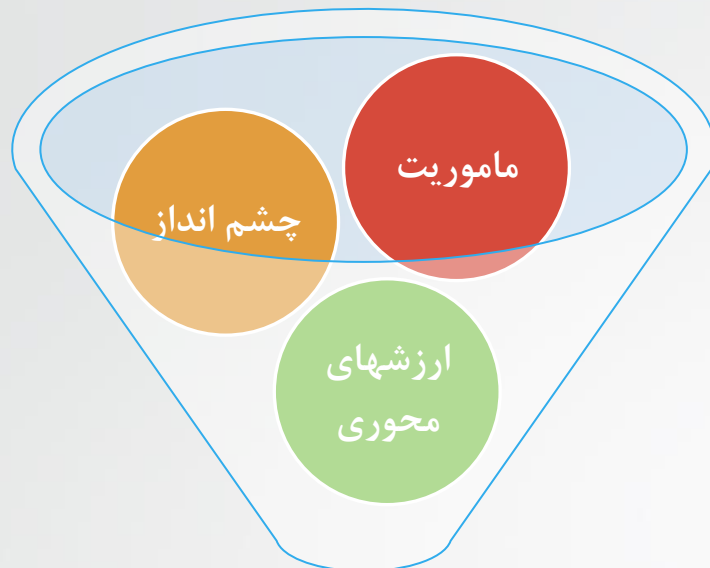 ماموریت
چشم انداز
ارزشهای
محوری